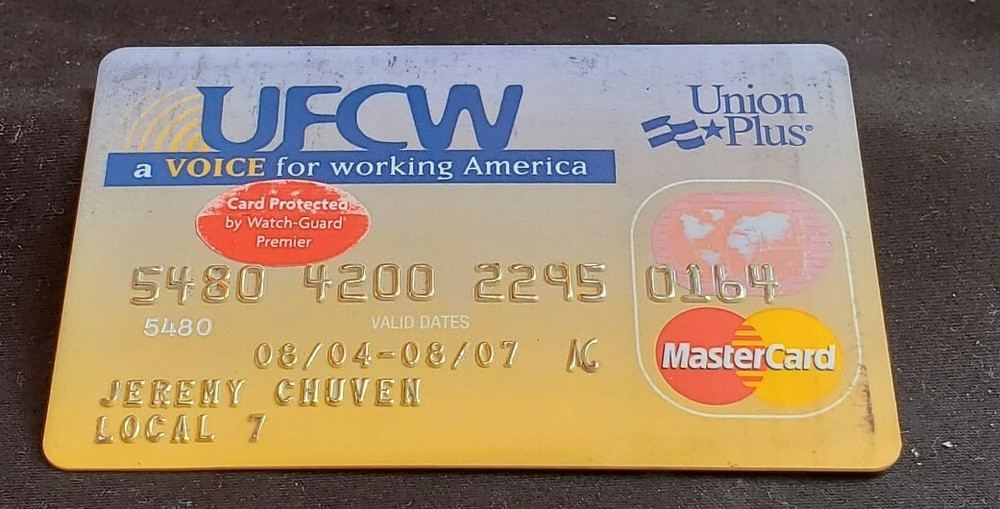 UFCW
a VOICE for working America
Union
Plus®
Card Protected
by Watch-Guard®
Premier
5480 4200 2295 0164
5480
VALID DATES
08/04-08/07
JEREMY CHUVEN
LOCAL 7
MasterCard